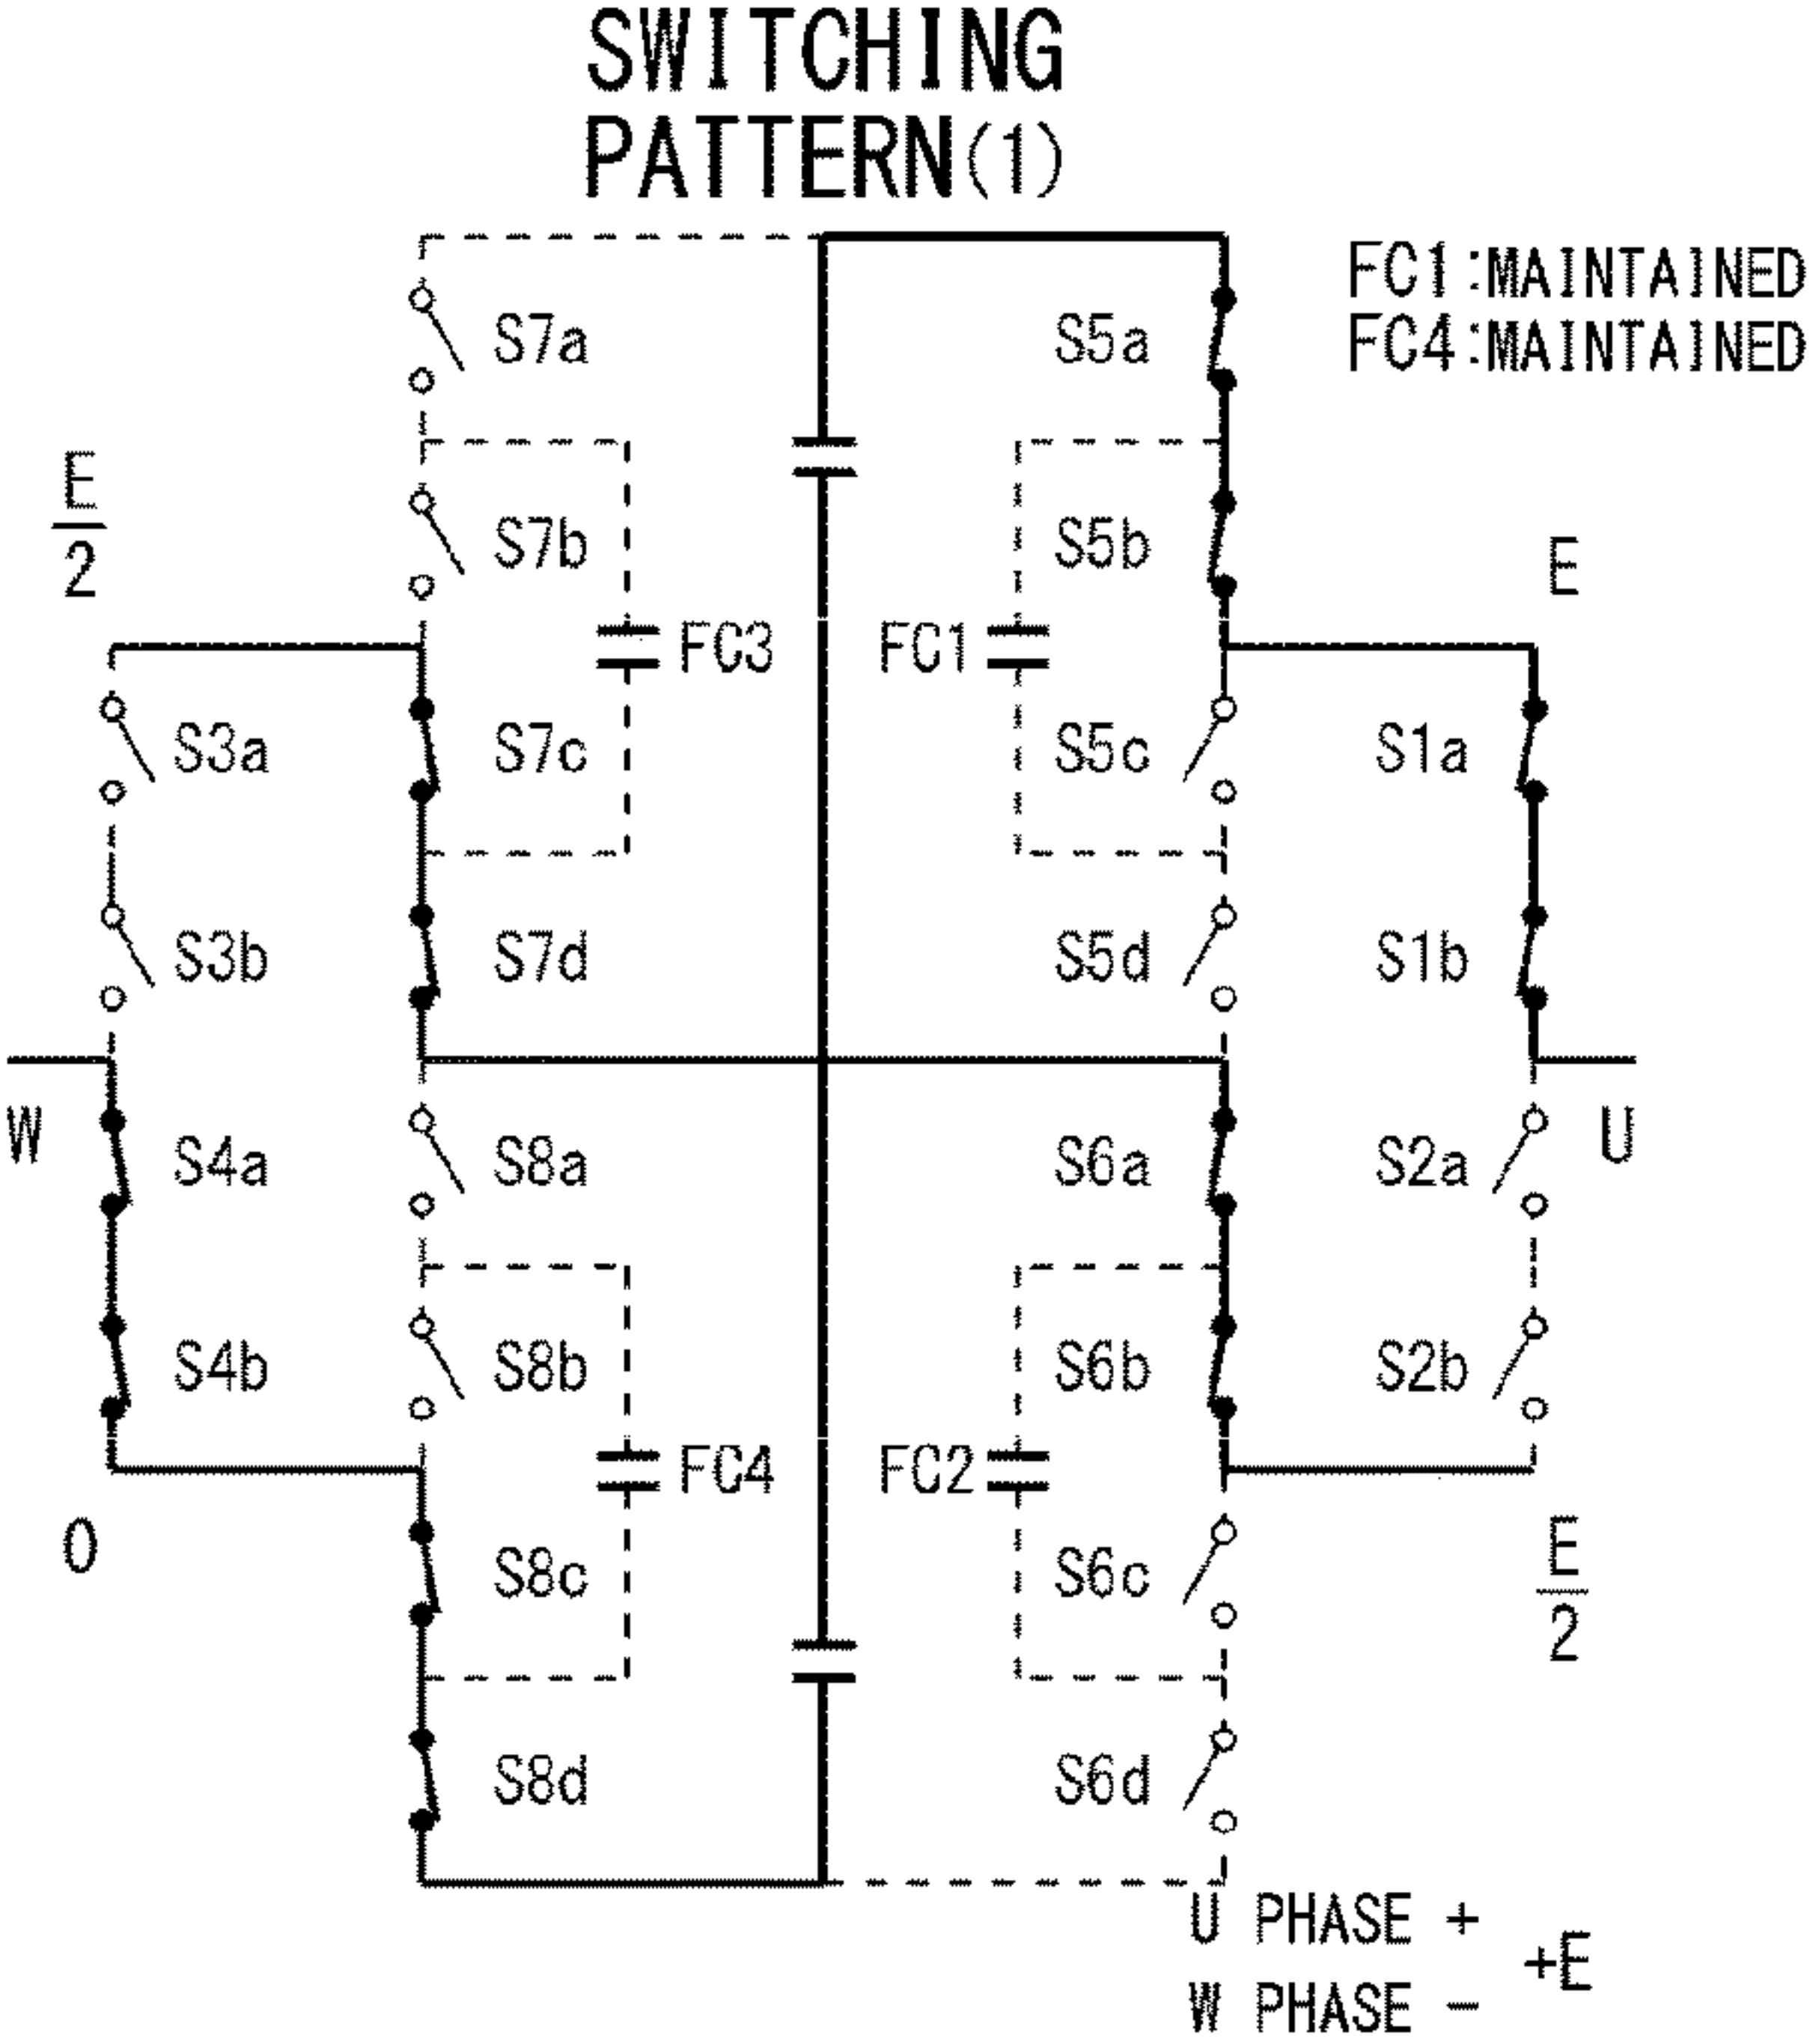 SWITCHING
PATTERN(1)
FC1:MAINTAINED
FC4:MAINTAINED
S7a
S5a
E
2
S7b
S5b
E
FC3
FC1
S3a
S7c
S5c
S1a
S3b
S7d
S5d
S1b
W
S4a
S8a
S6a
S2a
U
S4b
S8b
S6b
S2b
FC4
FC2
0
S8c
S6c
E
2
S8d
S6d
U PHASE +
+E
W PHASE -